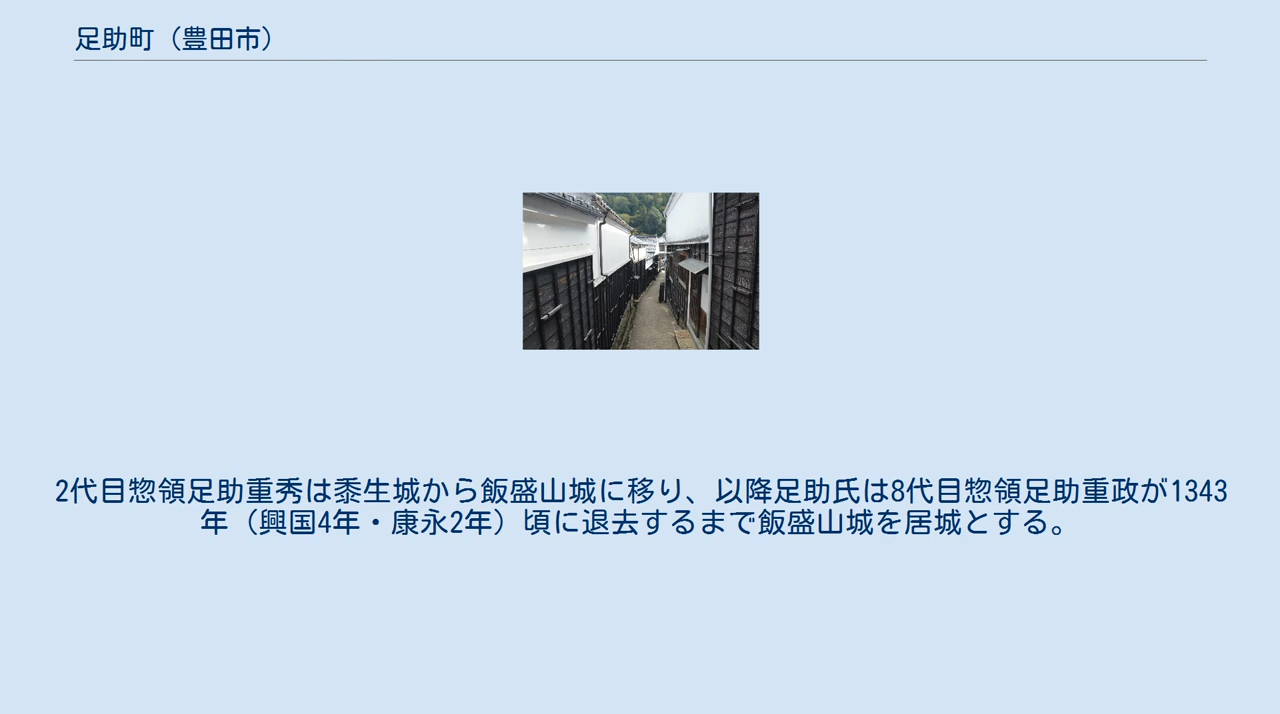 足助町（豊田市）
2代目惣領足助重秀は黍生城から飯盛山城に移り、以降足助氏は8代目惣領足助重政が1343
年（興国4年・康永2年）頃に退去するまで飯盛山城を居城とする。